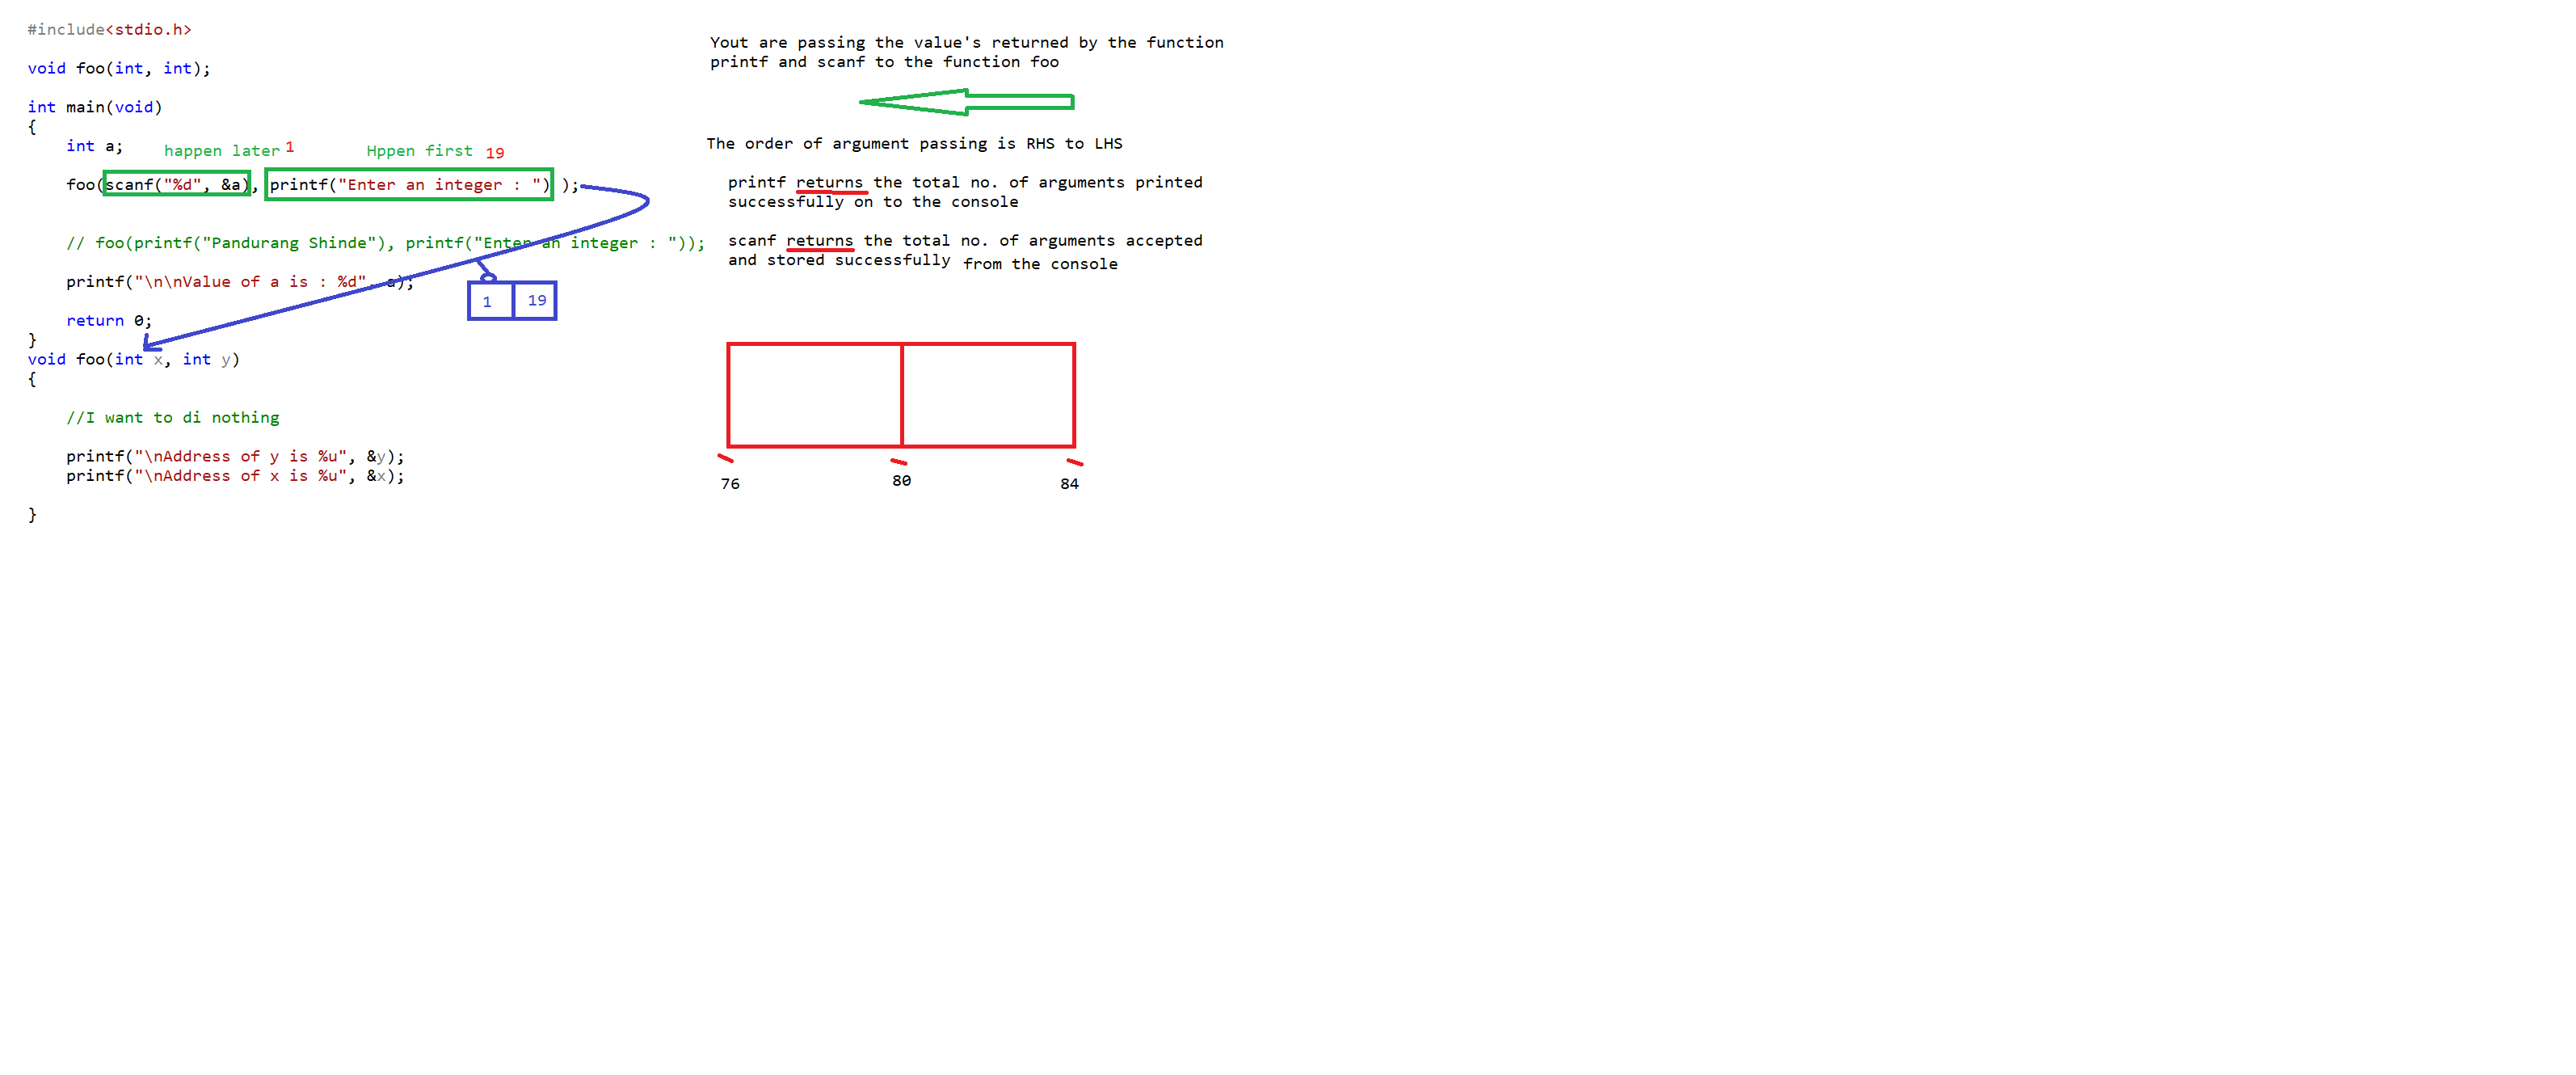 #include<stdio.h>
void foo(int, int);
int main(void)
{
int a;
happen later 1
Hppen first 19
foo(scanf("%d", &a), printf("Enter an integer : ") );
// foo(printf("Pandurang Shinde"), printf("Enter an integer : "));
printf("\n\nValue of a is : %d", a);
1 19
return 0;
}
void foo(int x, int y)
{
//I want to di nothing
printf("\nAddress of y is %u", &y);
printf("\nAddress of x is %u", &x);
}
Yout are passing the value's returned by the function
printf and scanf to the function foo
The order of argument passing is RHS to LHS
printf returns the total no. of arguments printed
successfully on to the console
scanf returns the total no. of arguments accepted
and stored successfully from the console
76 80 84